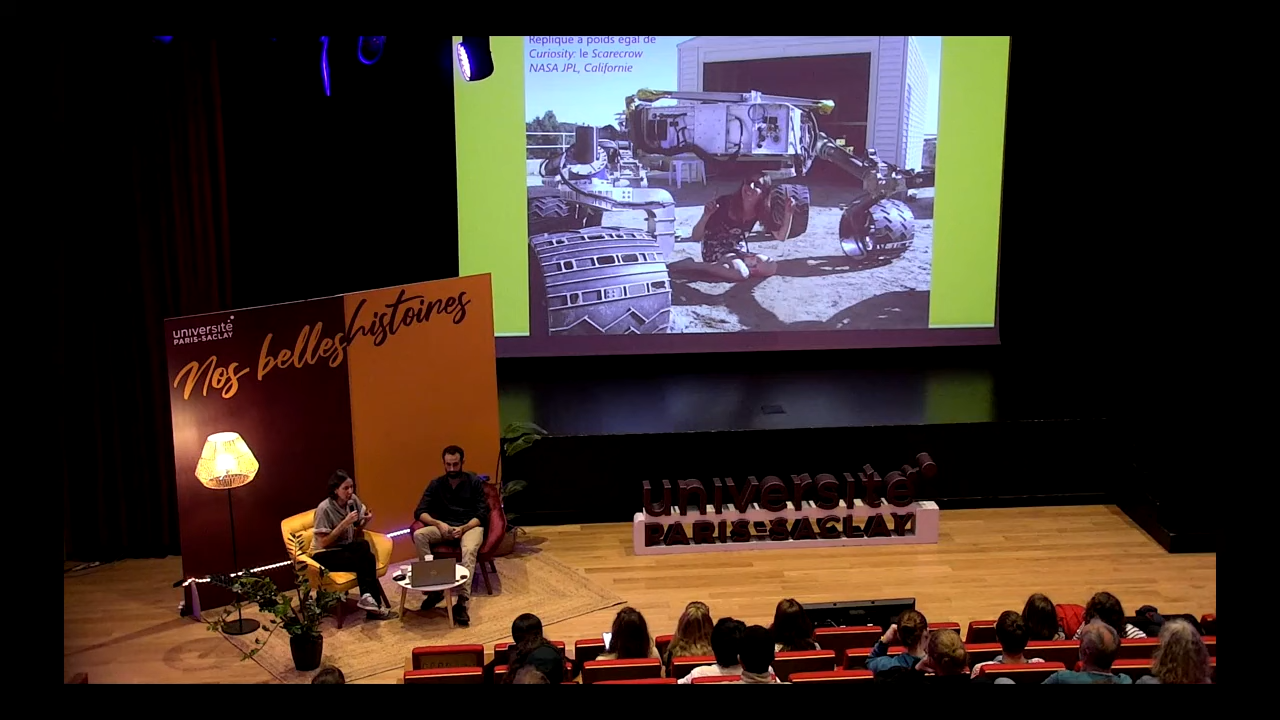 Réplique à poids égal de
Curiosity: le Scarecrow
NASA JPL, Californie
université
PARIS-SACLAY
Nos belles histoires
université
PARIS-SACLAY